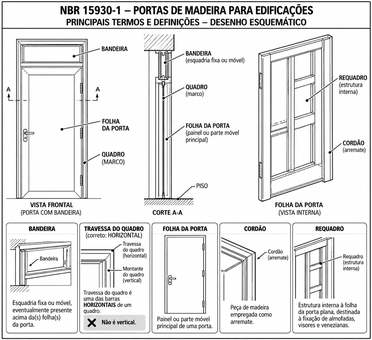 NBR 15930-1 – PORTAS DE MADEIRA PARA EDIFICAÇÕES
PRINCIPAIS TERMOS E DEFINIÇÕES – DESENHO ESQUEMÁTICO
BANDEIRA
A
A
FOLHA
DA PORTA
QUADRO
(MARCO)
VISTA FRONTAL
(PORTA COM BANDEIRA)
BANDEIRA
(esquadria fixa ou móvel)
QUADRO
(marco)
FOLHA DA PORTA
(painel ou parte móvel
principal)
PISO
CORTE A-A
REQUADRO
(estrutura
interna)
CORDÃO
(arremate)
FOLHA DA PORTA
(VISTA INTERNA)
BANDEIRA
Bandeira
Esquadria fixa ou móvel,
eventualmente presente
acima da(s) folha(s)
da porta.
TRAVESSA DO QUADRO
(correto: HORIZONTAL)
Travessa
do quadro
(horizontal)
Montante
do quadro
(vertical)
Travessa do quadro é
uma das barras
HORIZONTAIS de um
quadro.
Não é vertical.
FOLHA DA PORTA
Painel ou parte móvel
principal de uma porta.
CORDÃO
Cordão
(arremate)
Peça de madeira
empregada como
arremate.
REQUADRO
Requadro
(estrutura
interna)
Estrutura interna à folha
da porta plana, destinada
à fixação de almofadas,
visores e venezianas.